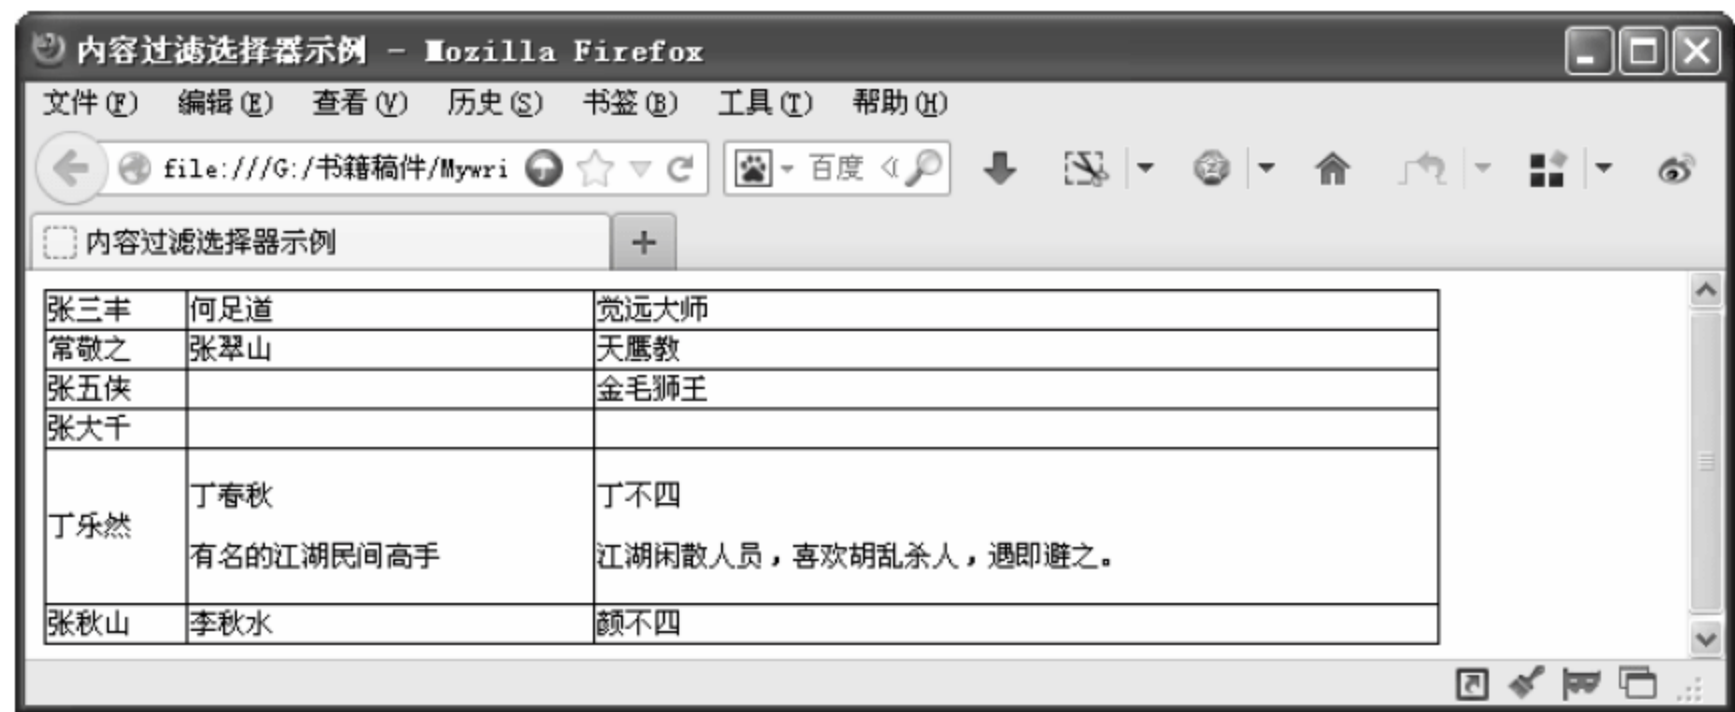 内容过滤选择器示例 - Mozilla Firefox
文件(F) 编辑(E) 查看(V) 历史(S) 书签(B) 工具(T) 帮助(H)
file:///G:/书籍稿件/Mywri 百度
内容过滤选择器示例 +
张三丰 何足道 觉远大师
常敬之 张翠山 天鹰教
张五侠 金毛狮王
张大千
丁春秋 丁不四
丁乐然
有名的江湖民间高手 江湖闲散人员，喜欢胡乱杀人，遇即避之。
张秋山 李秋水 颜不四